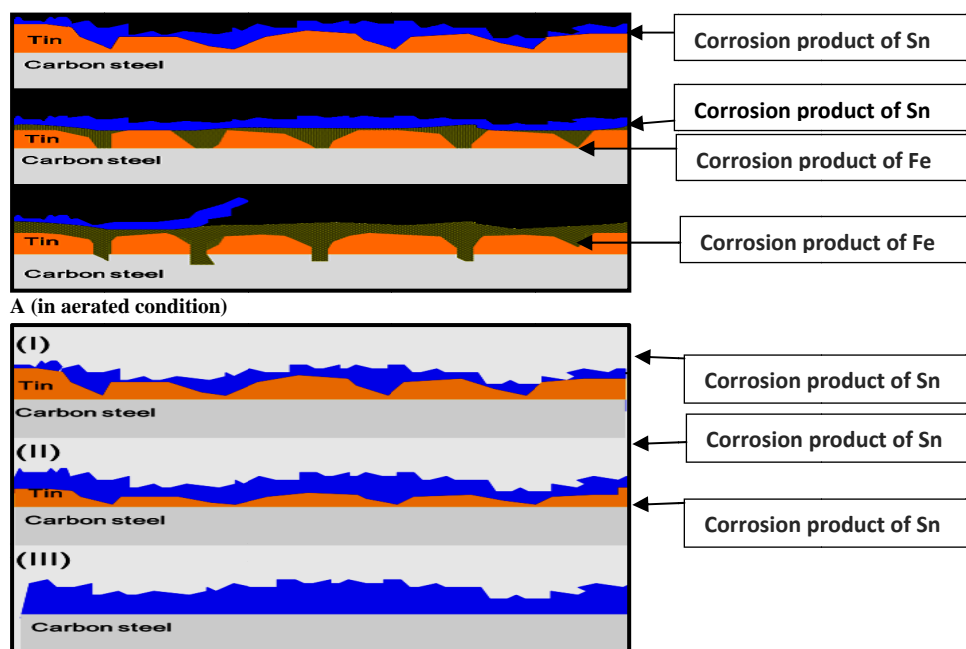 Tin
Corrosion product of Sn
Carbon steel
Corrosion product of Sn
Tin
Corrosion product of Fe
Carbon steel
Tin
Corrosion product of Fe
Carbon steel
A (in aerated condition)
(I)
Tin
Corrosion product of Sn
Carbon steel
(II)
Corrosion product of Sn
Tin
Carbon steel
Corrosion product of Sn
(III)
Carbon steel